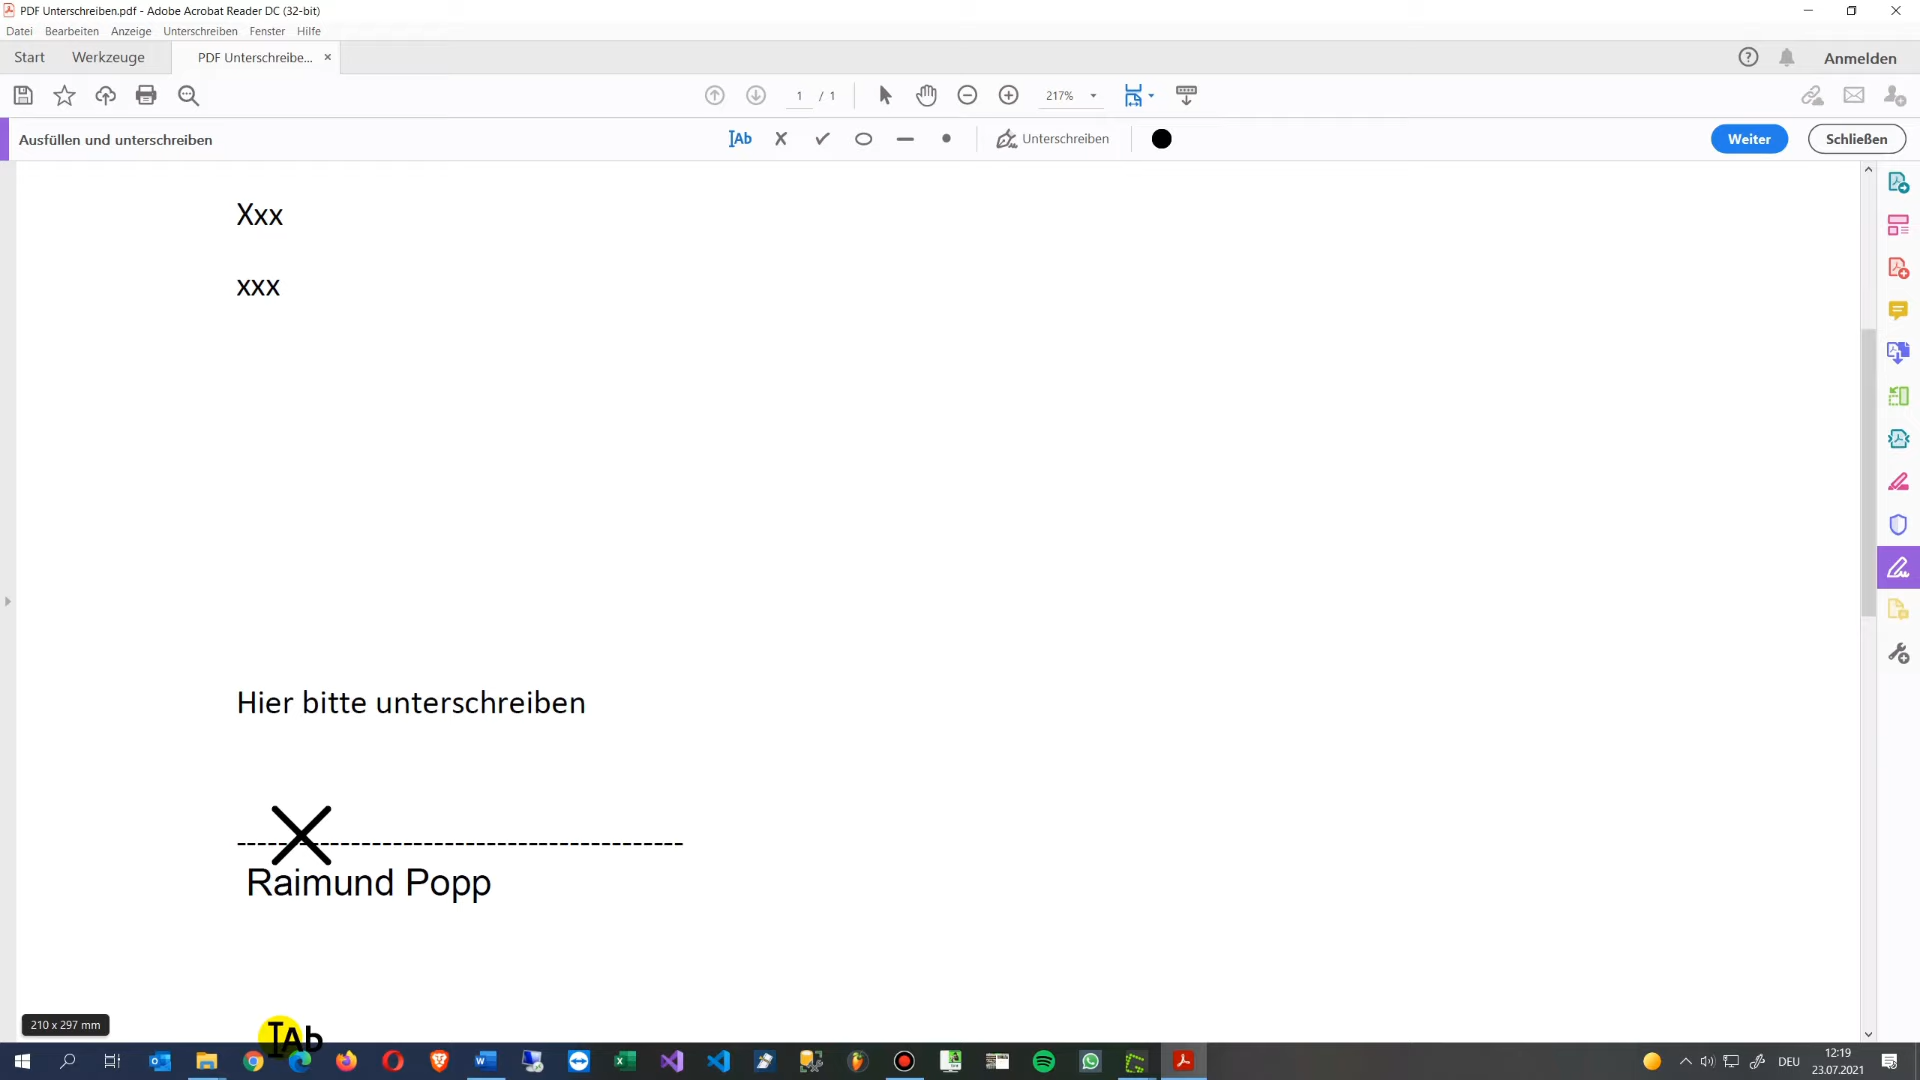 PDF Unterschreiben.pdf - Adobe Acrobat Reader DC (32-bit)
Datei Bearbeiten Anzeige Unterschreiben Fenster Hilfe
Start Werkzeuge PDF Unterschreibe... × Anmelden
1 / 1 217%
Ausfüllen und unterschreiben Ab Unterschreiben Weiter Schließen
Xxx
xxx
Hier bitte unterschreiben
--------------------------------------------
Raimund Popp
210 x 297 mm
Ab
DEU 12:19
23.07.2021